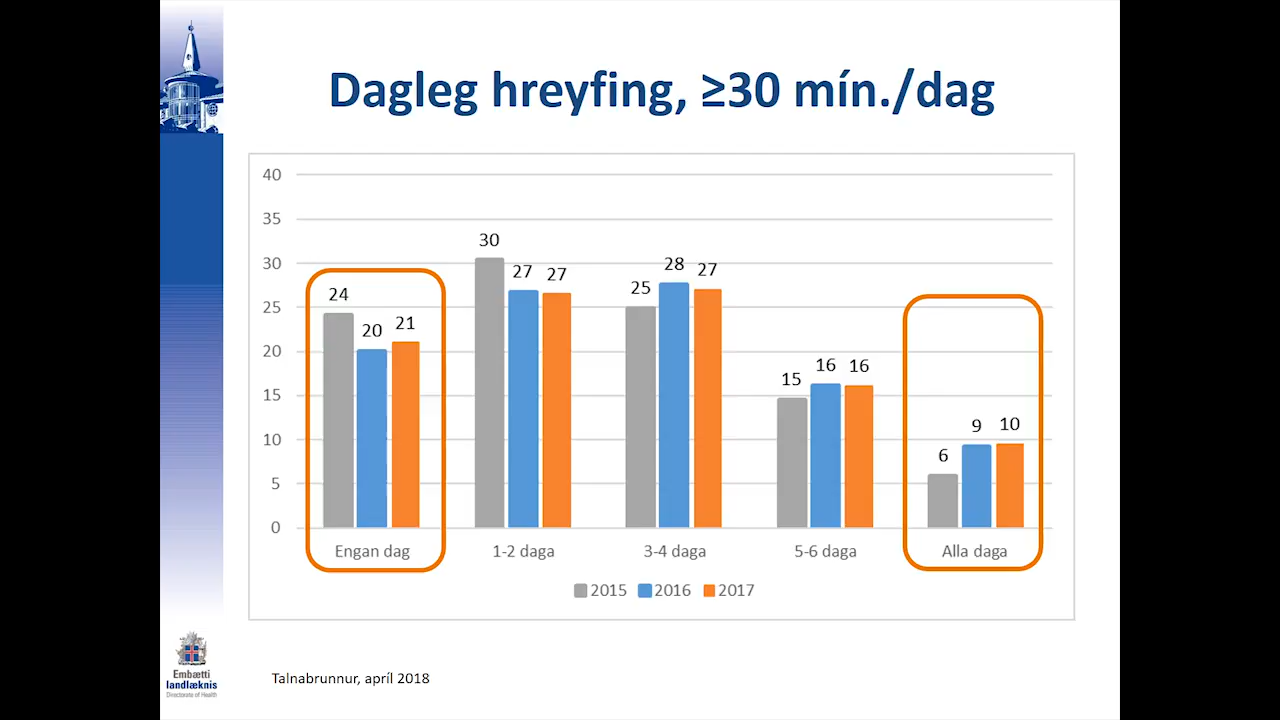 Dagleg hreyfing, ≥30 mín./dag
40
35
30
25
20
15
10
5
0
24
20
21
30
27
27
25
28
27
15
16
16
6
9
10
Engan dag
1-2 daga
3-4 daga
5-6 daga
Alla daga
2015 2016 2017
Embætti
landlæknis
Directorate of Health
Talnabrunnur, apríl 2018